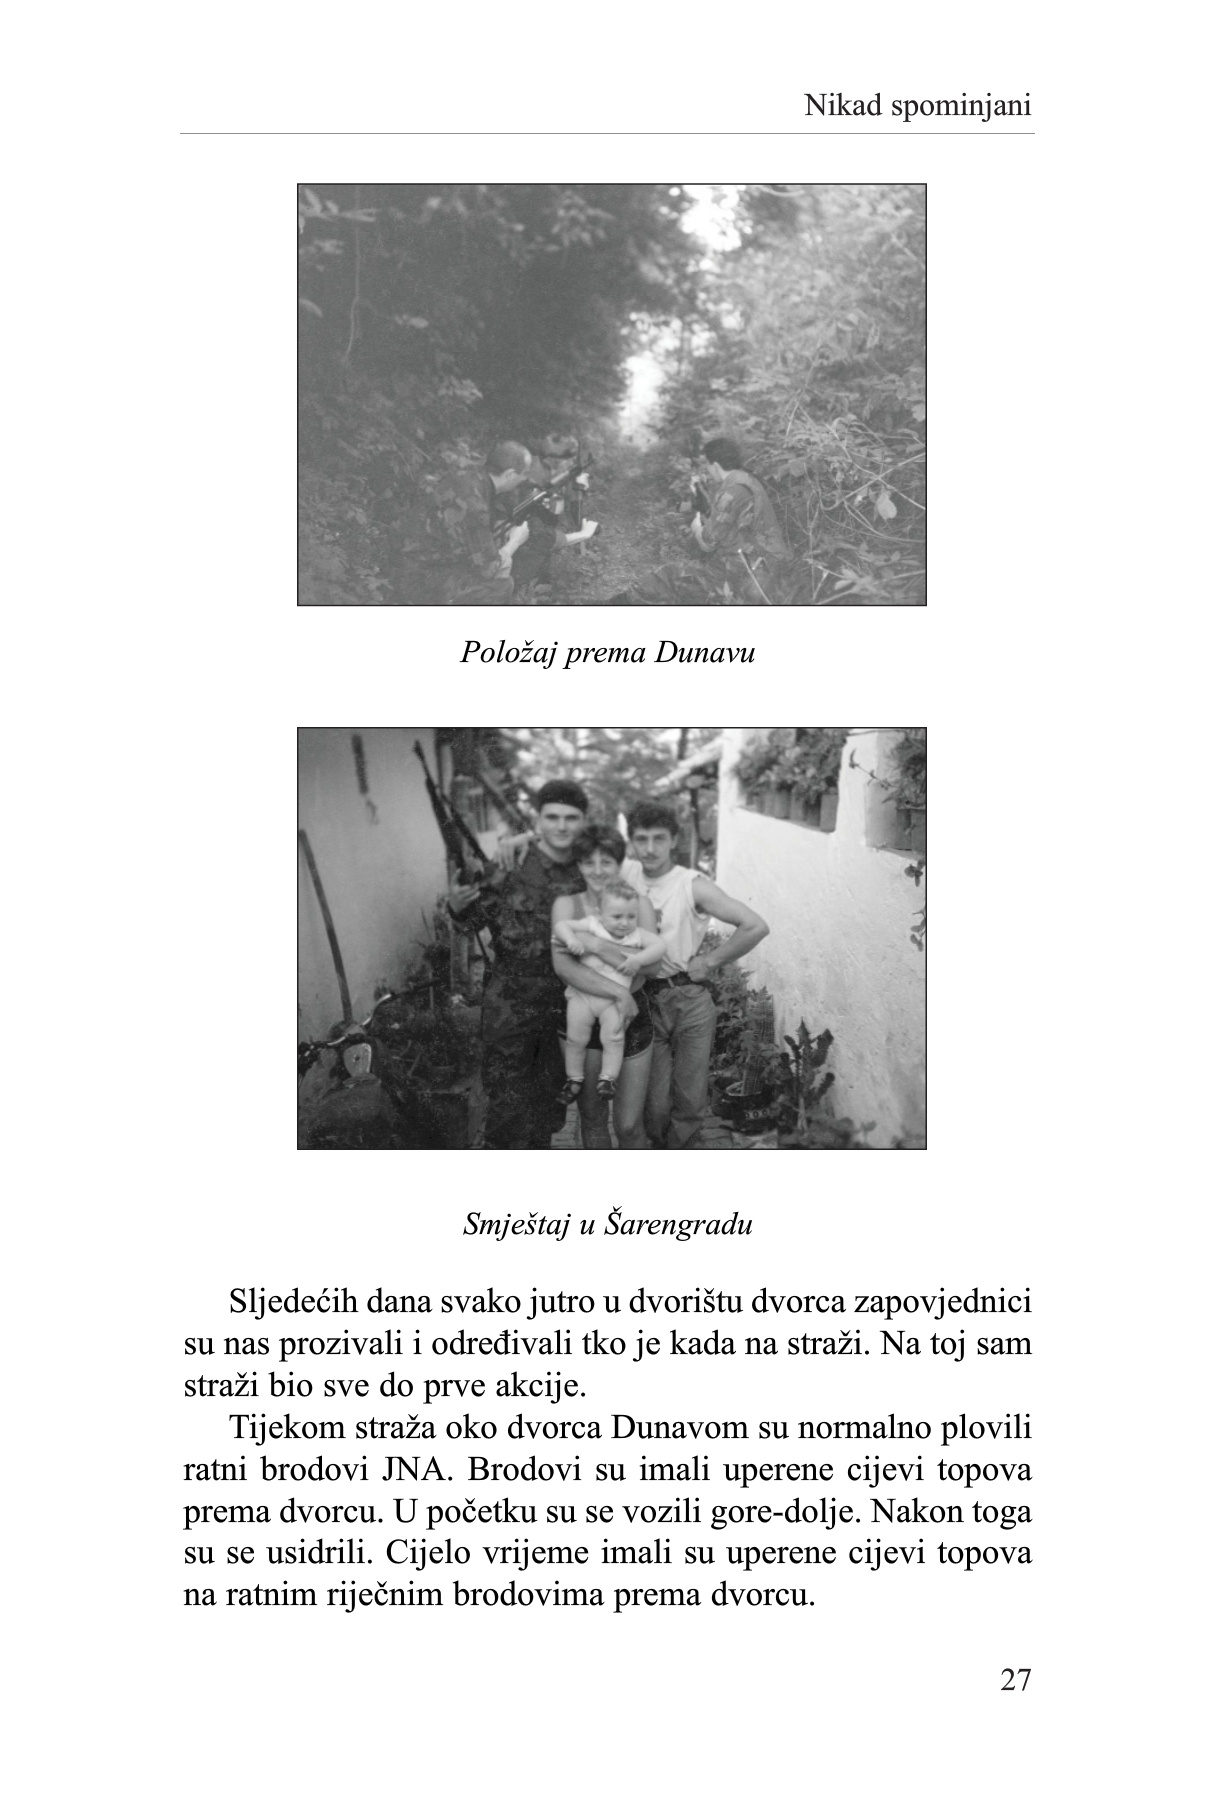 Nikad spominjani
Položaj prema Dunavu
Smještaj u Šarengradu
Sljedećih dana svako jutro u dvorištu dvorca zapovjednici
su nas prozivali i određivali tko je kada na straži. Na toj sam
straži bio sve do prve akcije.
Tijekom straža oko dvorca Dunavom su normalno plovili
ratni brodovi JNA. Brodovi su imali uperene cijevi topova
prema dvorcu. U početku su se vozili gore-dolje. Nakon toga
su se usidrili. Cijelo vrijeme imali su uperene cijevi topova
na ratnim riječnim brodovima prema dvorcu.
27